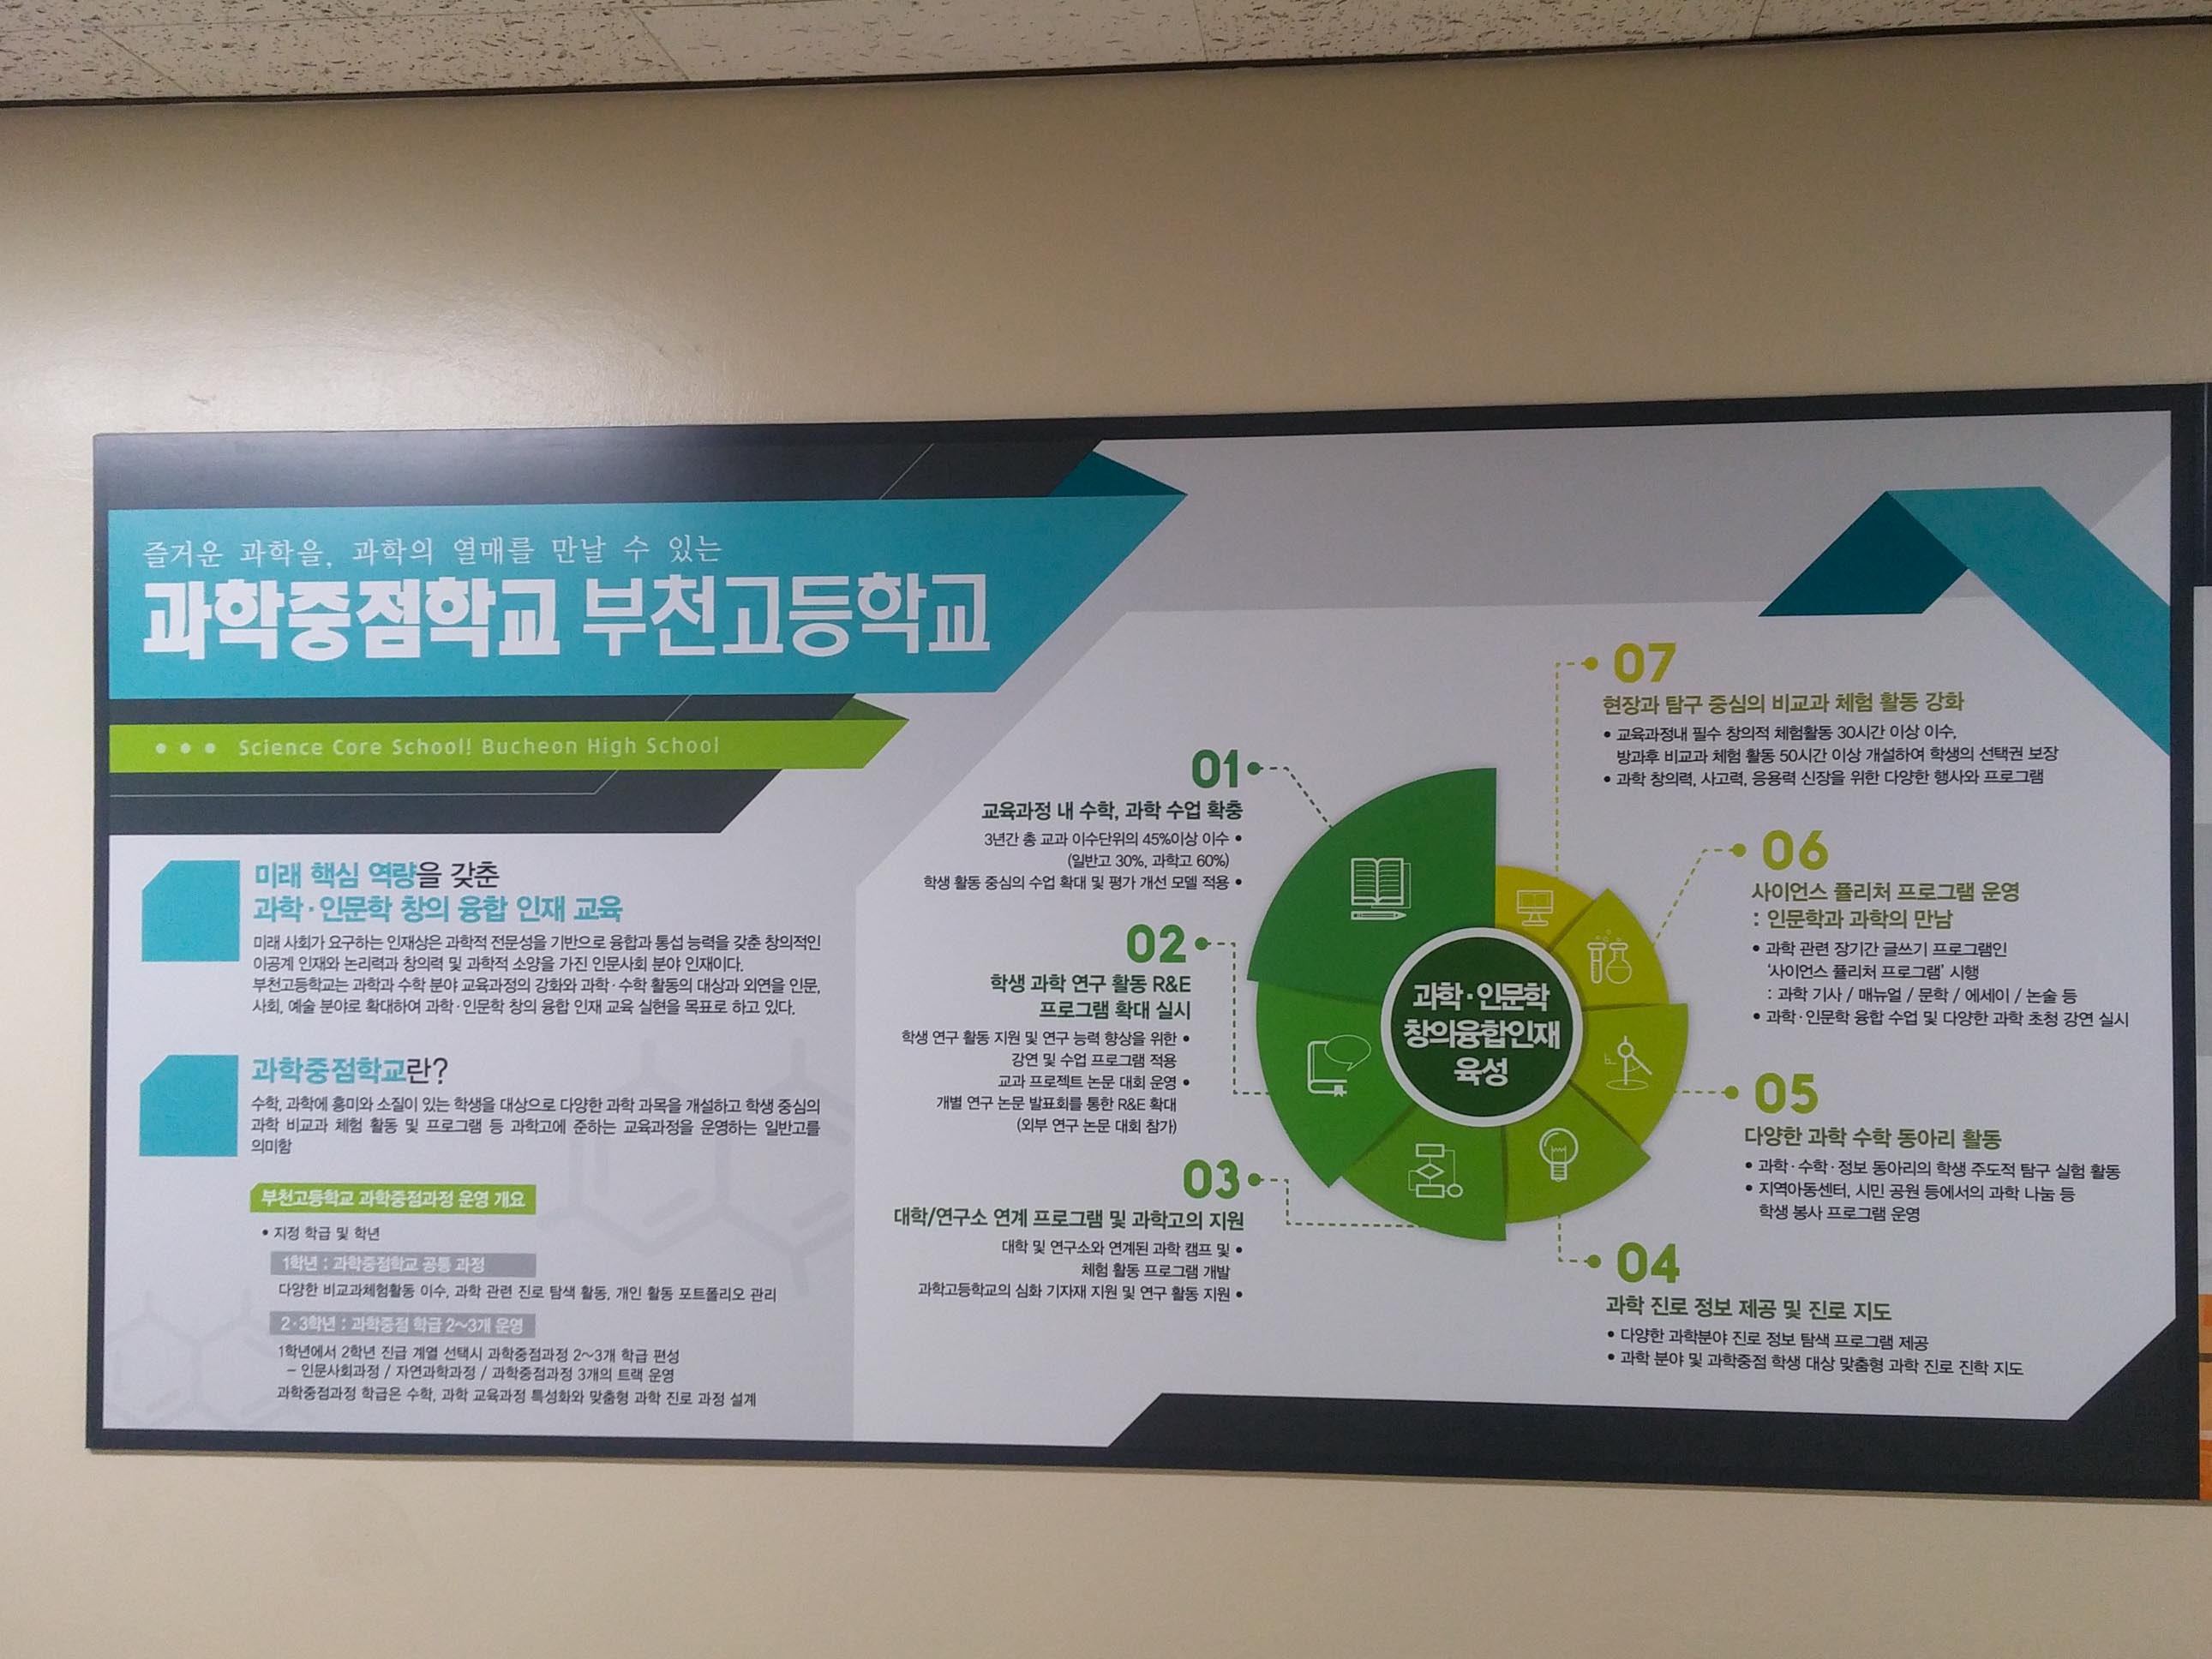 즐거운 과학을, 과학의 열매를 만날 수 있는
과학중점학교 부천고등학교
Science Core School! Bucheon High School
미래 핵심 역량을 갖춘
과학·인문학 창의 융합 인재 교육
미래 사회가 요구하는 인재상은 과학적 전문성을 기반으로 융합과 통섭 능력을 갖춘 창의적인
이공계 인재와 논리력과 창의력 및 과학적 소양을 가진 인문사회 분야 인재이다.
부천고등학교는 과학과 수학 분야 교육과정의 강화와 과학·수학 활동의 대상과 외연을 인문,
사회, 예술 분야로 확대하여 과학·인문학 창의 융합 인재 교육 실현을 목표로 하고 있다.
과학중점학교란?
수학, 과학에 흥미와 소질이 있는 학생을 대상으로 다양한 과학 과목을 개설하고 학생 중심의
과학 비교과 체험 활동 및 프로그램 등 과학고에 준하는 교육과정을 운영하는 일반고를
의미함
부천고등학교 과학중점과정 운영 개요
• 지정 학급 및 학년
1학년 : 과학중점학교 공통 과정
다양한 비교과체험활동 이수, 과학 관련 진로 탐색 활동, 개인 활동 포트폴리오 관리
2·3학년 : 과학중점 학급 2~3개 운영
1학년에서 2학년 진급 계열 선택시 과학중점과정 2~3개 학급 편성
– 인문사회과정 / 자연과학과정 / 과학중점과정 3개의 트랙 운영
과학중점과정 학급은 수학, 과학 교육과정 특성화와 맞춤형 과학 진로 과정 설계
01
교육과정 내 수학, 과학 수업 확충
3년간 총 교과 이수단위의 45%이상 이수 •
(일반고 30%, 과학고 60%)
학생 활동 중심의 수업 확대 및 평가 개선 모델 적용 •
02
학생 과학 연구 활동 R&E
프로그램 확대 실시
학생 연구 활동 지원 및 연구 능력 향상을 위한 •
강연 및 수업 프로그램 적용
교과 프로젝트 논문 대회 운영 •
개별 연구 논문 발표회를 통한 R&E 확대
(외부 연구 논문 대회 참가)
03
대학/연구소 연계 프로그램 및 과학고의 지원
대학 및 연구소와 연계된 과학 캠프 및 •
체험 활동 프로그램 개발
과학고등학교의 심화 기자재 지원 및 연구 활동 지원 •
과학·인문학
창의융합인재
육성
07
현장과 탐구 중심의 비교과 체험 활동 강화
• 교육과정내 필수 창의적 체험활동 30시간 이상 이수,
방과후 비교과 체험 활동 50시간 이상 개설하여 학생의 선택권 보장
• 과학 창의력, 사고력, 응용력 신장을 위한 다양한 행사와 프로그램
06
사이언스 퓰리처 프로그램 운영
: 인문학과 과학의 만남
• 과학 관련 장기간 글쓰기 프로그램인
'사이언스 퓰리처 프로그램' 시행
: 과학 기사 / 매뉴얼 / 문학 / 에세이 / 논술 등
• 과학·인문학 융합 수업 및 다양한 과학 초청 강연 실시
05
다양한 과학 수학 동아리 활동
• 과학·수학·정보 동아리의 학생 주도적 탐구 실험 활동
• 지역아동센터, 시민 공원 등에서의 과학 나눔 등
학생 봉사 프로그램 운영
04
과학 진로 정보 제공 및 진로 지도
• 다양한 과학분야 진로 정보 탐색 프로그램 제공
• 과학 분야 및 과학중점 학생 대상 맞춤형 과학 진로 진학 지도